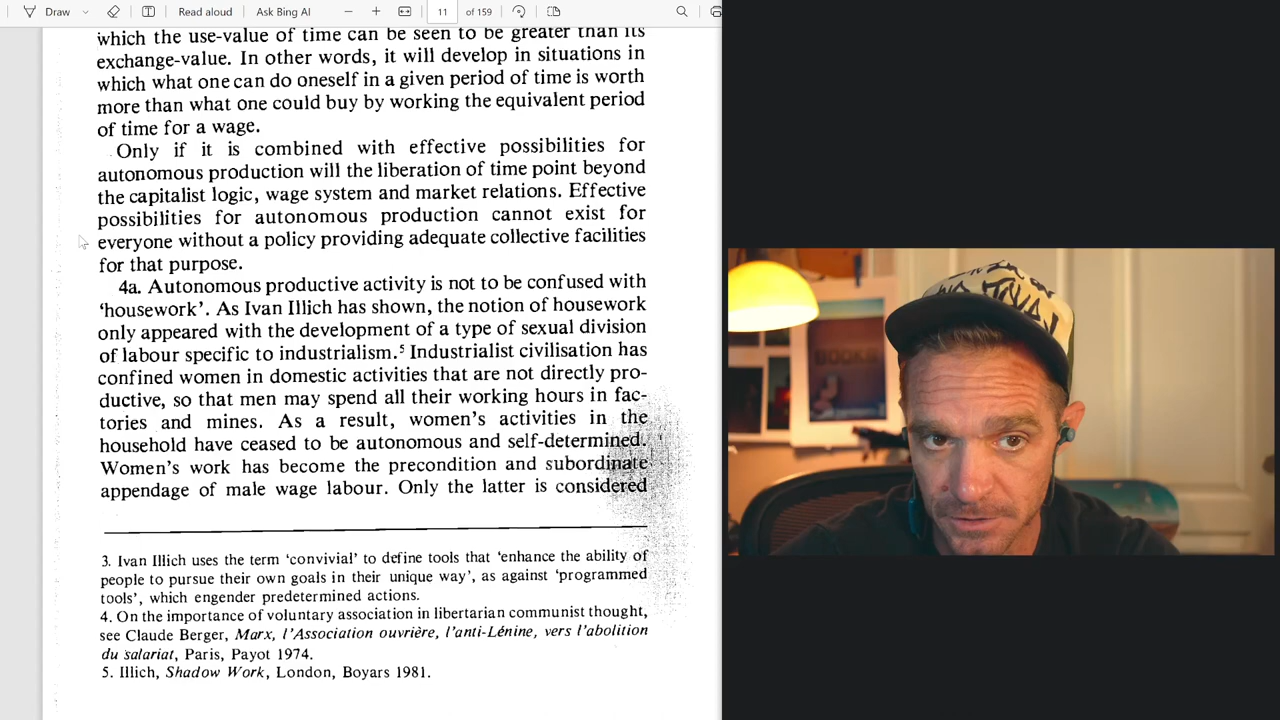 Draw
Read aloud
Ask Bing AI
11 of 159
which the use-value of time can be seen to be greater than its
exchange-value. In other words, it will develop in situations in
which what one can do oneself in a given period of time is worth
more than what one could buy by working the equivalent period
of time for a wage.
Only if it is combined with effective possibilities for
autonomous production will the liberation of time point beyond
the capitalist logic, wage system and market relations. Effective
possibilities for autonomous production cannot exist for
everyone without a policy providing adequate collective facilities
for that purpose.
4a. Autonomous productive activity is not to be confused with
‘housework’. As Ivan Illich has shown, the notion of housework
only appeared with the development of a type of sexual division
of labour specific to industrialism.⁵ Industrialist civilisation has
confined women in domestic activities that are not directly pro-
ductive, so that men may spend all their working hours in fac-
tories and mines. As a result, women’s activities in the
household have ceased to be autonomous and self-determined.
Women’s work has become the precondition and subordinate
appendage of male wage labour. Only the latter is considered
3. Ivan Illich uses the term ‘convivial’ to define tools that ‘enhance the ability of
people to pursue their own goals in their unique way’, as against ‘programmed
tools’, which engender predetermined actions.
4. On the importance of voluntary association in libertarian communist thought,
see Claude Berger, Marx, l’Association ouvrière, l’anti-Lénine, vers l’abolition
du salariat, Paris, Payot 1974.
5. Illich, Shadow Work, London, Boyars 1981.
BOOKS